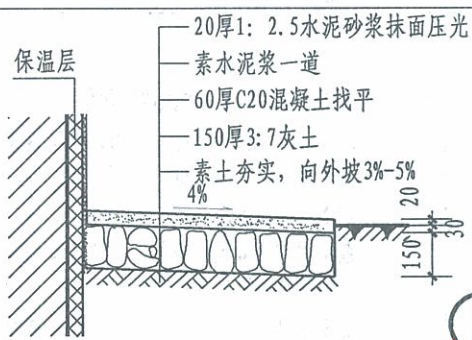 20厚1: 2.5水泥砂浆抹面压光
保温层
素水泥浆一道
60厚C20混凝土找平
150厚3:7灰土
素土夯实, 向外坡3%-5%
4%
20
30
150